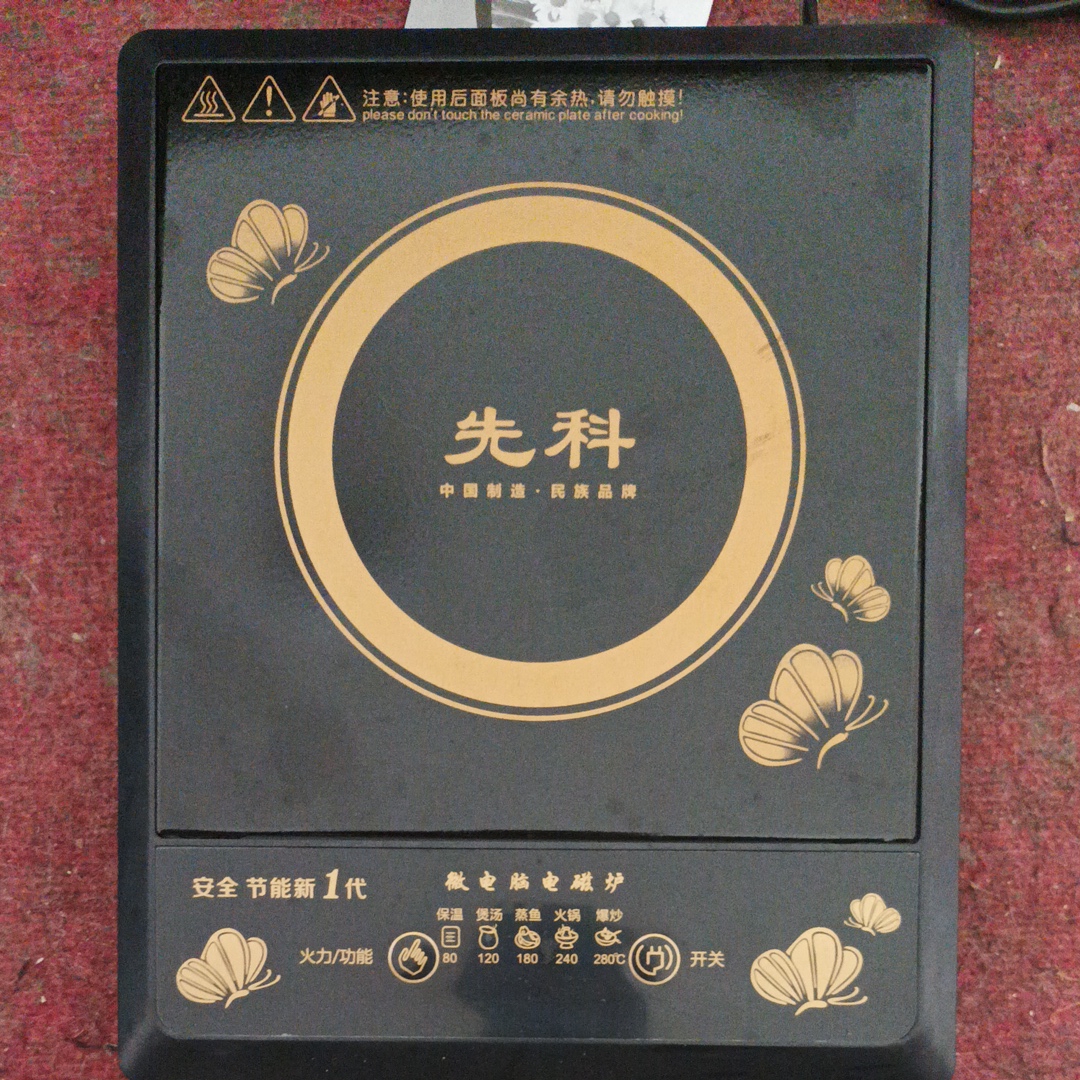 注意:使用后面板尚有余热,请勿触摸!
please don't touch the ceramic plate after cooking!
先科
中国制造·民族品牌
安全 节能新1代
微电脑电磁炉
保温 煲汤 蒸鱼 火锅 爆炒
火力/功能
80 120 180 240 280℃
开关